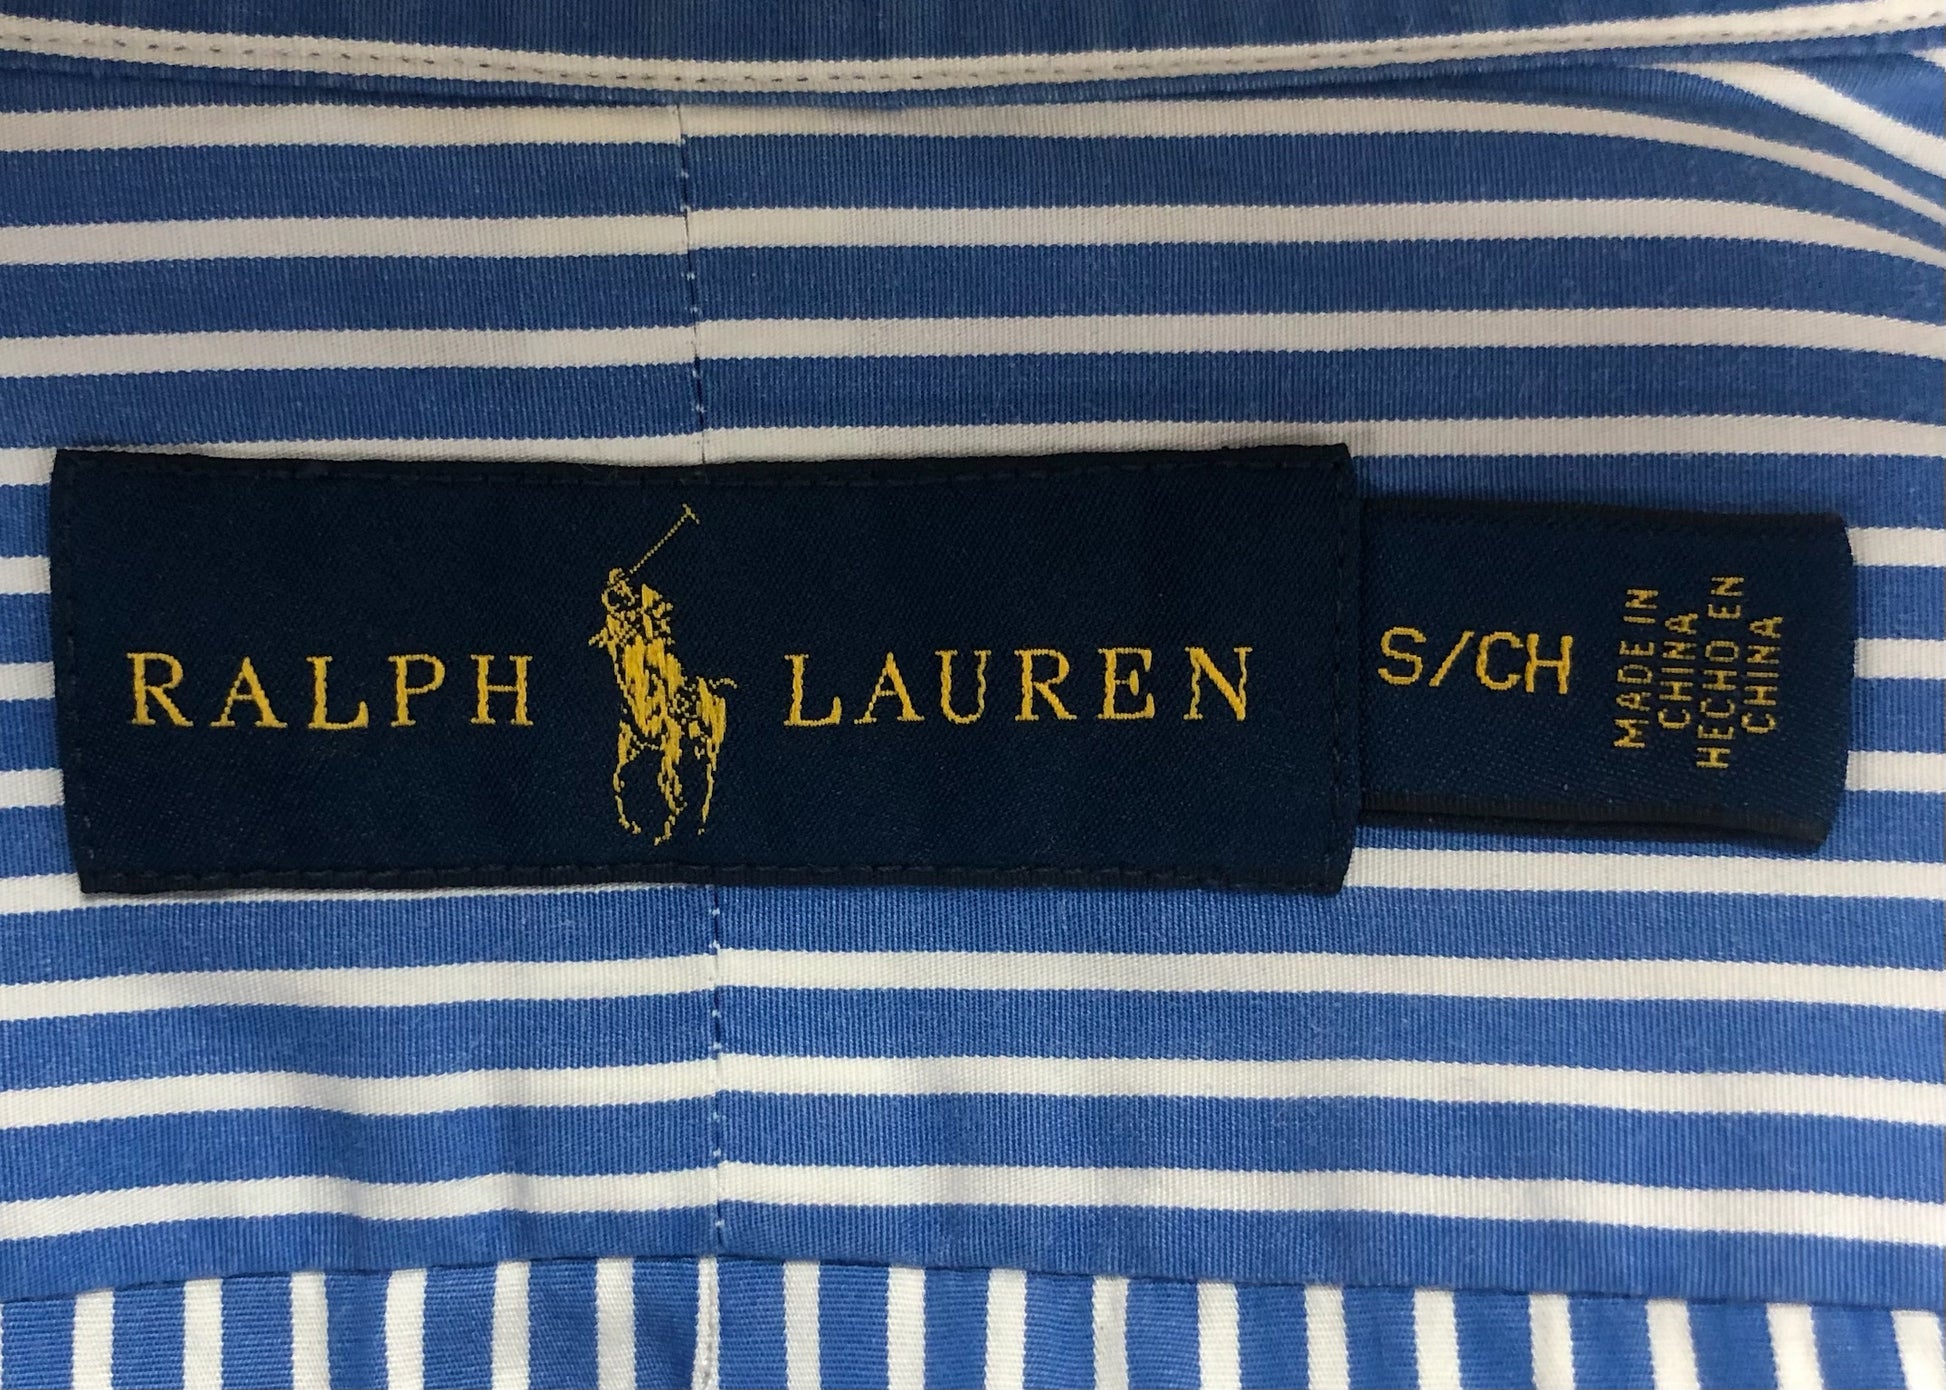 RALPH LAUREN
S/CH
MADE IN
CHINA
HECHO EN
CHINA